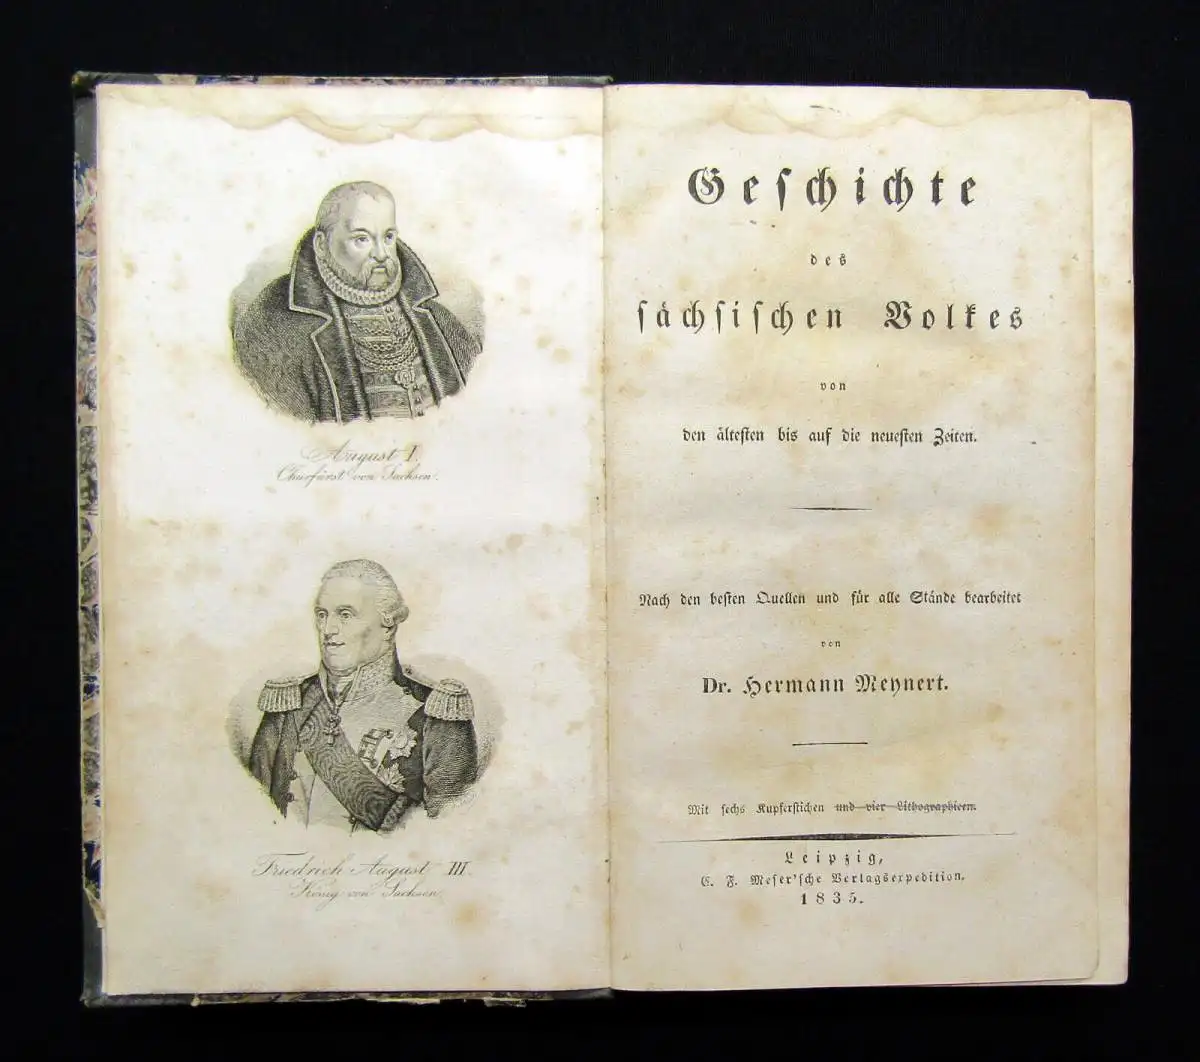 August I.
Churfürst von Sachsen.
Friedrich August III.
König von Sachsen.
Geſchichte
des
ſächſiſchen Volkes
von
den älteſten bis auf die neueſten Zeiten.
Nach den beſten Quellen und für alle Stände bearbeitet
von
Dr. Hermann Meynert.
Mit ſechs Kupferſtichen und vier Lithographieen.
Leipzig,
C. F. Meſer'ſche Verlagsexpedition.
1835.